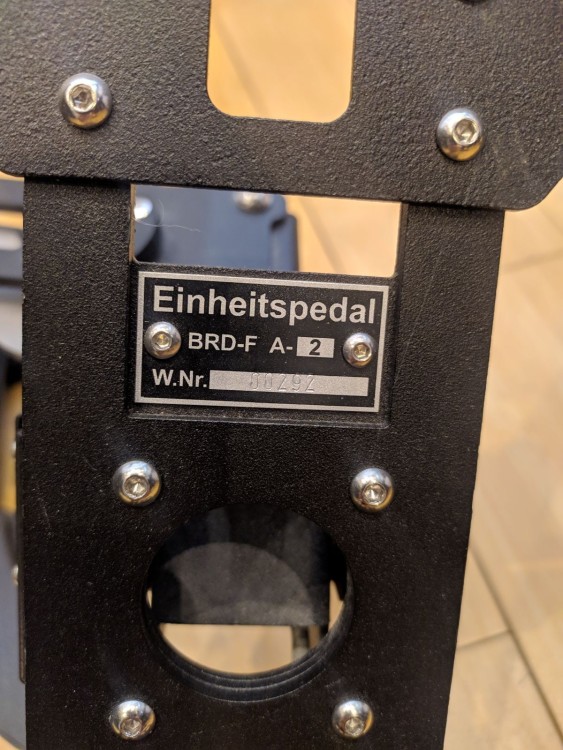 Einheitspedal
BRD-F A-2
W.Nr. 00292